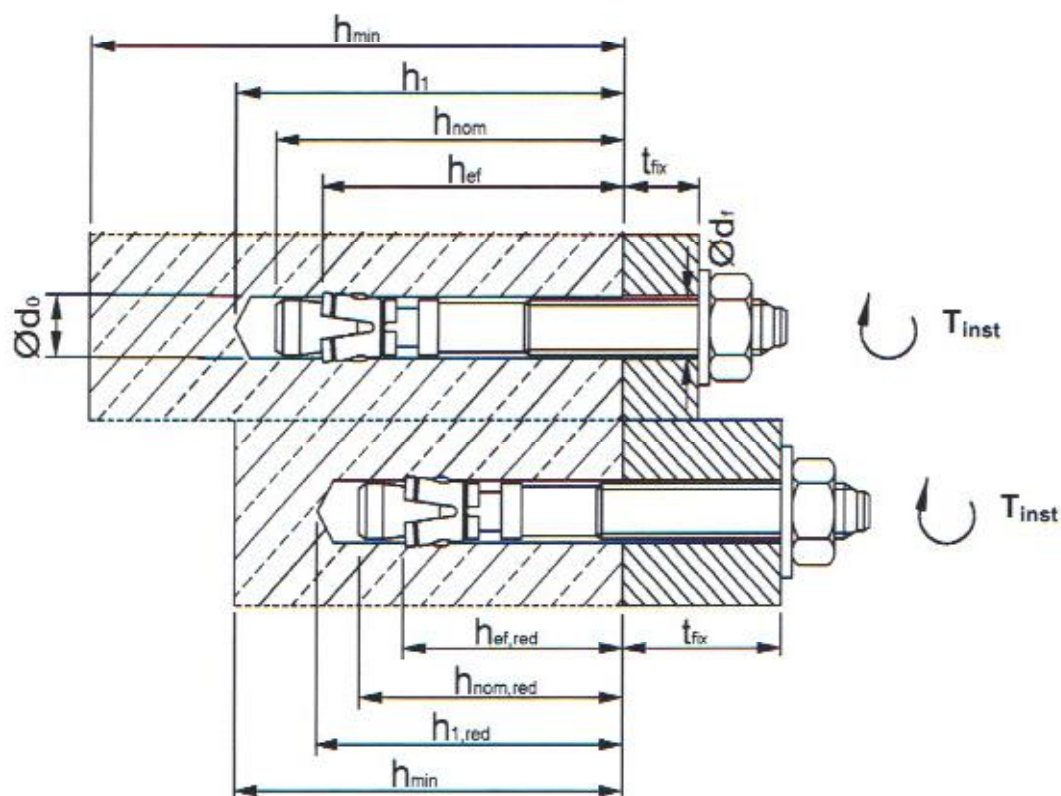 hmin
h1
hnom
hef
tfix
Ødf
Ød0
Tinst
Tinst
hef,red
tfix
hnom,red
h1,red
hmin